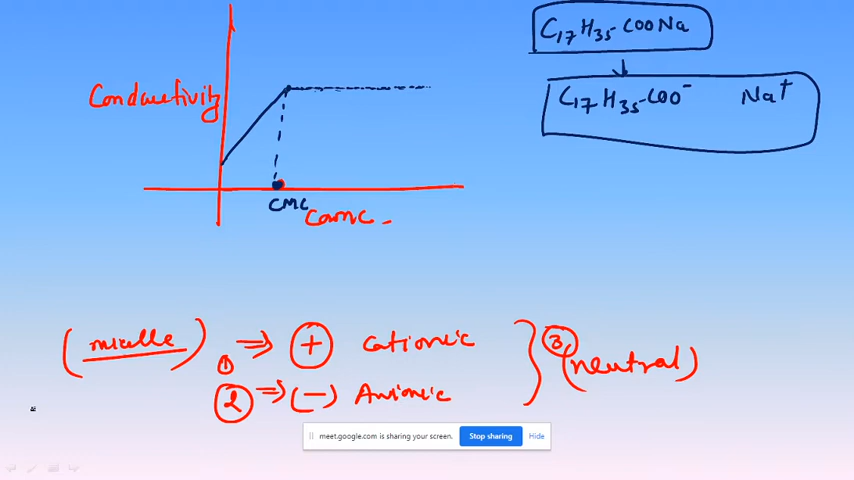 C17H35-COONa
Conductivity
C17H35-COO- Na+
CMC
Conc -
(micelle) ① ⇒ (+) Cationic
② ⇒ (-) Anionic
③ (neutral)
meet.google.com is sharing your screen. Stop sharing Hide